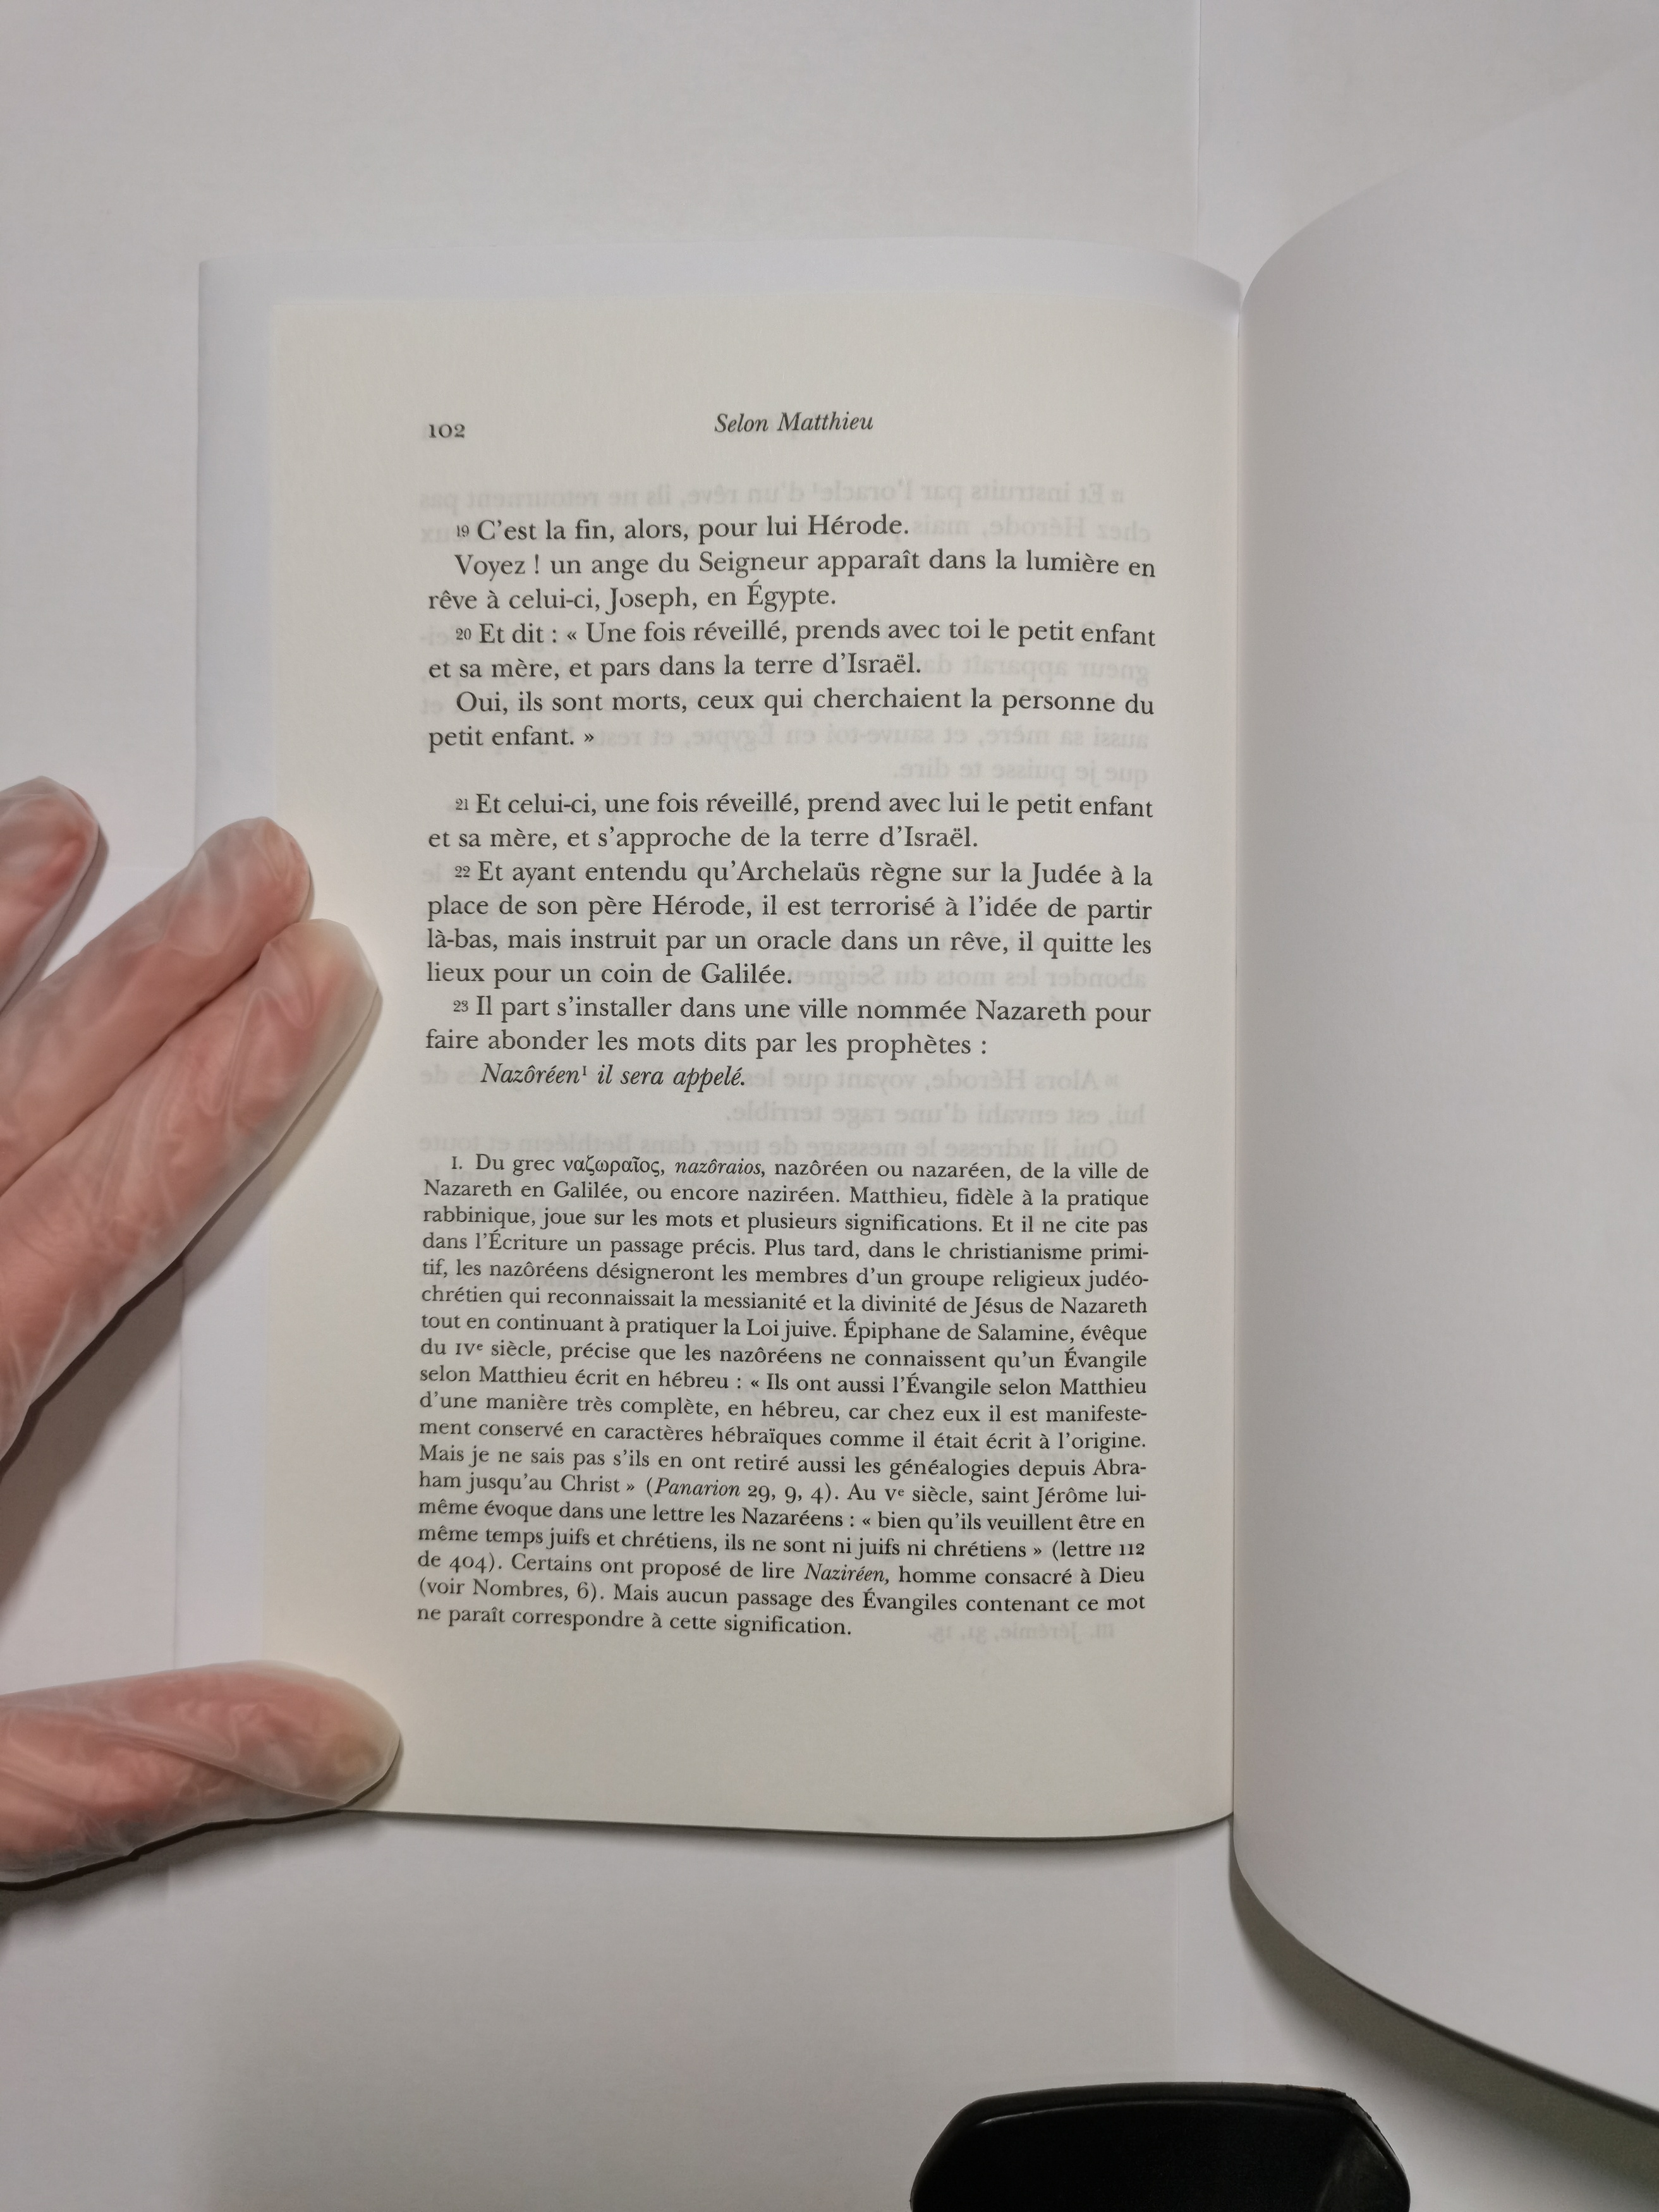 102
Selon Matthieu
19 C'est la fin, alors, pour lui Hérode.
Voyez ! un ange du Seigneur apparaît dans la lumière en
rêve à celui-ci, Joseph, en Égypte.
20 Et dit : « Une fois réveillé, prends avec toi le petit enfant
et sa mère, et pars dans la terre d'Israël.
Oui, ils sont morts, ceux qui cherchaient la personne du
petit enfant. »
21 Et celui-ci, une fois réveillé, prend avec lui le petit enfant
et sa mère, et s'approche de la terre d'Israël.
22 Et ayant entendu qu'Archelaüs règne sur la Judée à la
place de son père Hérode, il est terrorisé à l'idée de partir
là-bas, mais instruit par un oracle dans un rêve, il quitte les
lieux pour un coin de Galilée.
23 Il part s'installer dans une ville nommée Nazareth pour
faire abonder les mots dits par les prophètes :
Nazôréen¹ il sera appelé.
I. Du grec ναζωραῖος, nazôraios, nazôréen ou nazaréen, de la ville de
Nazareth en Galilée, ou encore naziréen. Matthieu, fidèle à la pratique
rabbinique, joue sur les mots et plusieurs significations. Et il ne cite pas
dans l'Écriture un passage précis. Plus tard, dans le christianisme primi-
tif, les nazôréens désigneront les membres d'un groupe religieux judéo-
chrétien qui reconnaissait la messianité et la divinité de Jésus de Nazareth
tout en continuant à pratiquer la Loi juive. Épiphane de Salamine, évêque
du IVᵉ siècle, précise que les nazôréens ne connaissent qu'un Évangile
selon Matthieu écrit en hébreu : « Ils ont aussi l'Évangile selon Matthieu
d'une manière très complète, en hébreu, car chez eux il est manifeste-
ment conservé en caractères hébraïques comme il était écrit à l'origine.
Mais je ne sais pas s'ils en ont retiré aussi les généalogies depuis Abra-
ham jusqu'au Christ » (Panarion 29, 9, 4). Au Vᵉ siècle, saint Jérôme lui-
même évoque dans une lettre les Nazaréens : « bien qu'ils veuillent être en
même temps juifs et chrétiens, ils ne sont ni juifs ni chrétiens » (lettre 112
de 404). Certains ont proposé de lire Naziréen, homme consacré à Dieu
(voir Nombres, 6). Mais aucun passage des Évangiles contenant ce mot
ne paraît correspondre à cette signification.